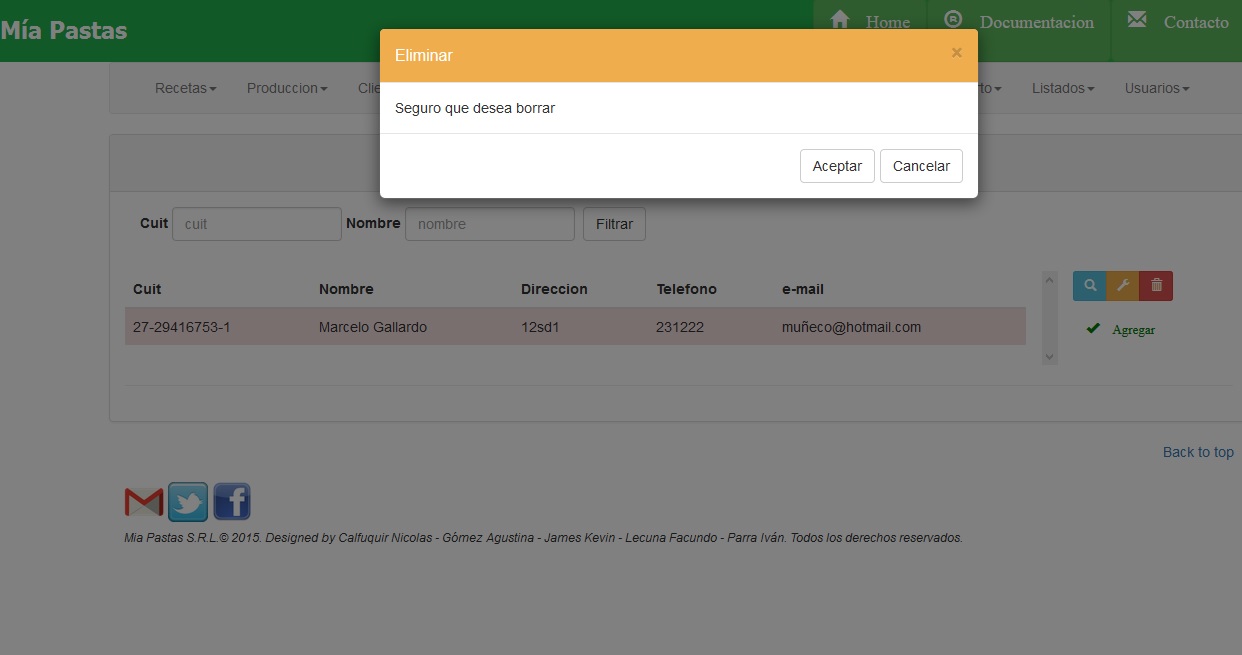 Mía Pastas
Home
Documentacion
Contacto
Eliminar ×
Recetas
Produccion
Clie
to
Listados
Usuarios
Seguro que desea borrar
Aceptar Cancelar
Cuit cuit Nombre nombre Filtrar
Cuit Nombre Direccion Telefono e-mail
27-29416753-1 Marcelo Gallardo 12sd1 231222 muñeco@hotmail.com
Agregar
Back to top
Mia Pastas S.R.L.© 2015. Designed by Calfuquir Nicolas - Gómez Agustina - James Kevin - Lecuna Facundo - Parra Iván. Todos los derechos reservados.